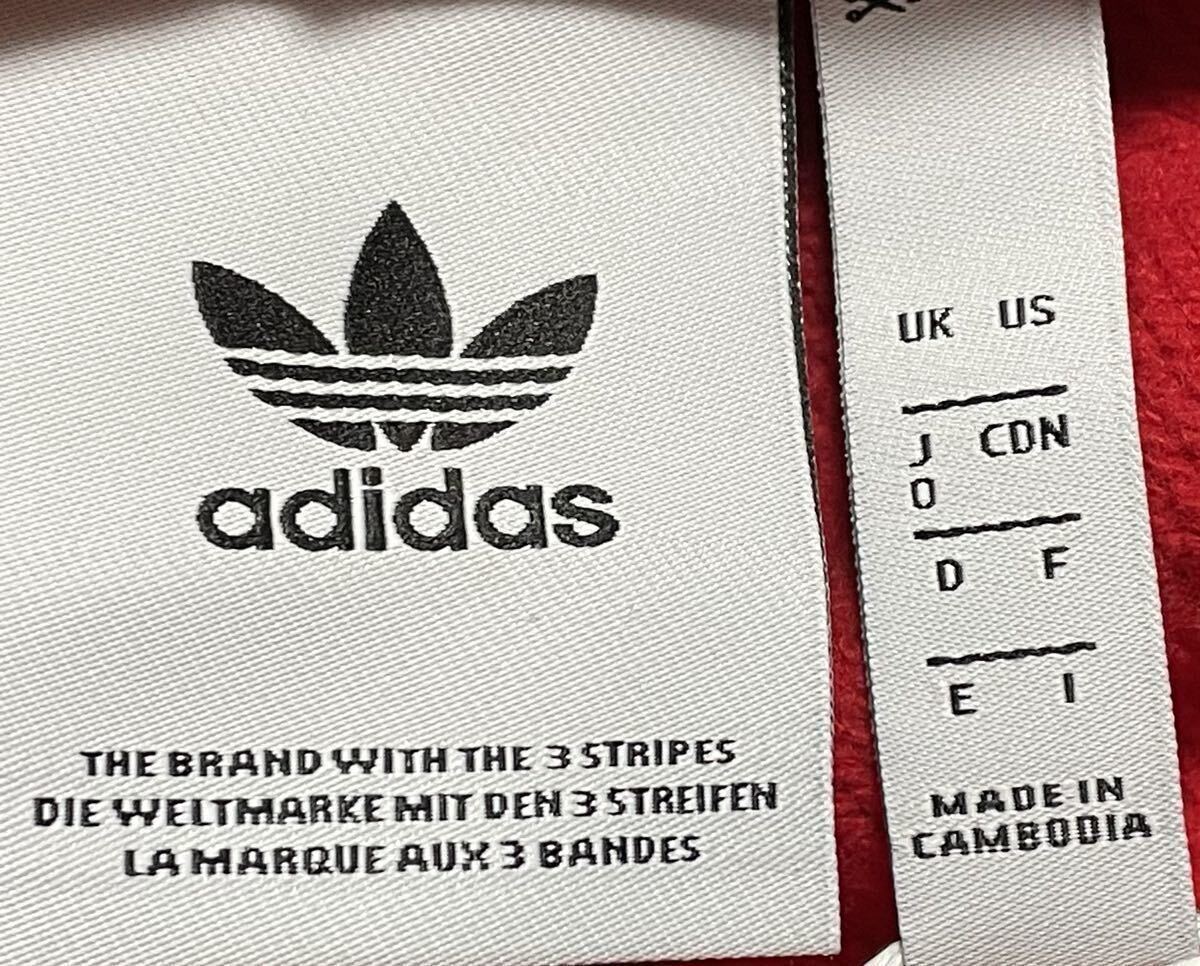 adidas
THE BRAND WITH THE 3 STRIPES
DIE WELTMARKE MIT DEN 3 STREIFEN
LA MARQUE AUX 3 BANDES
UK US
J CDN
O
D F
E I
MADE IN
CAMBODIA